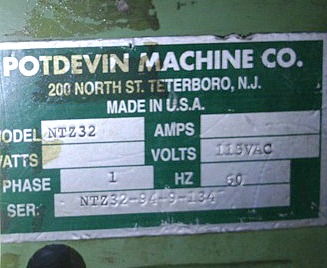 POTDEVIN MACHINE CO.
200 NORTH ST. TETERBORO, N.J.
MADE IN U.S.A.
MODEL NTZ32 AMPS
WATTS VOLTS 115VAC
PHASE 1 HZ 60
SER: NTZ32-94-9-134